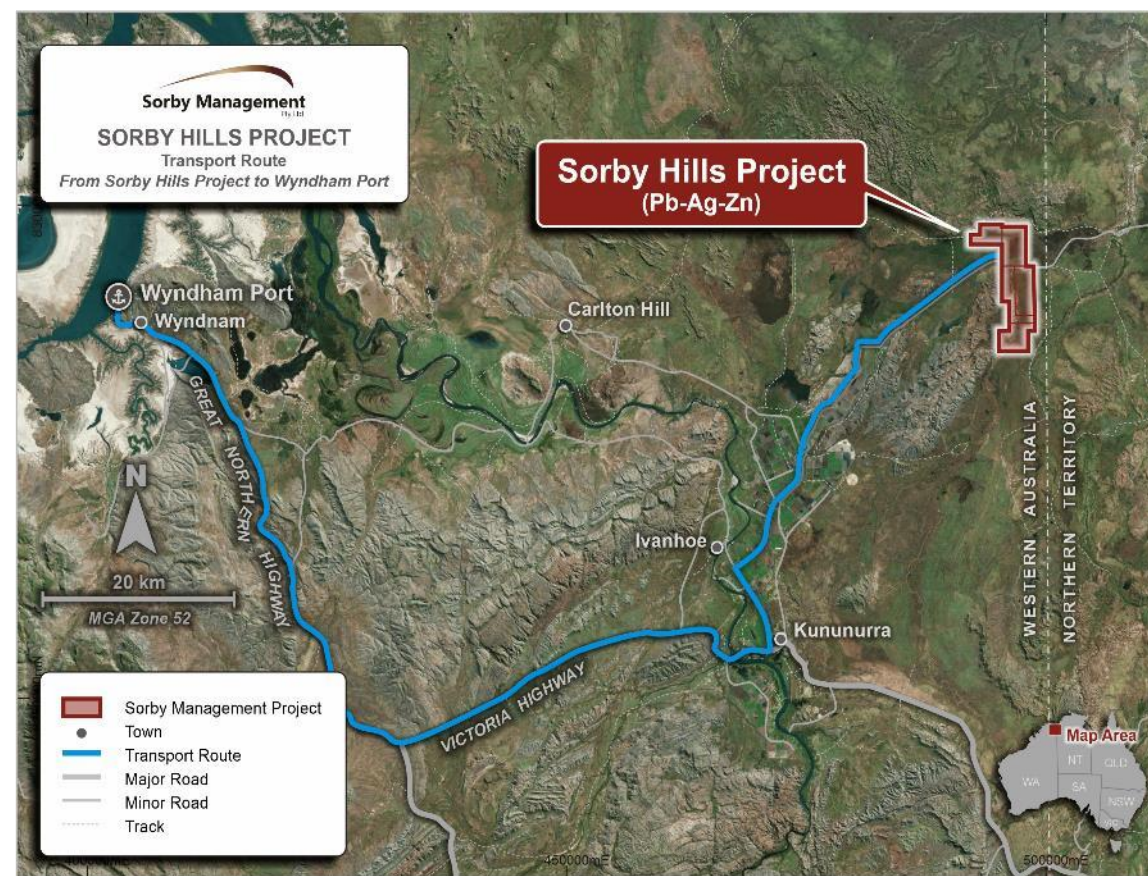 Sorby Management
Pty Ltd
SORBY HILLS PROJECT
Transport Route
From Sorby Hills Project to Wyndham Port
Sorby Hills Project
(Pb-Ag-Zn)
Wyndham Port
Wyndnam
Carlton Hill
GREAT NORTHERN HIGHWAY
N
20 km
MGA Zone 52
Ivanhoe
Kununurra
VICTORIA HIGHWAY
WESTERN AUSTRALIA
NORTHERN TERRITORY
Sorby Management Project
Town
Transport Route
Major Road
Minor Road
Track
Map Area
WA
NT
QLD
SA
NSW
450000mE
500000mE